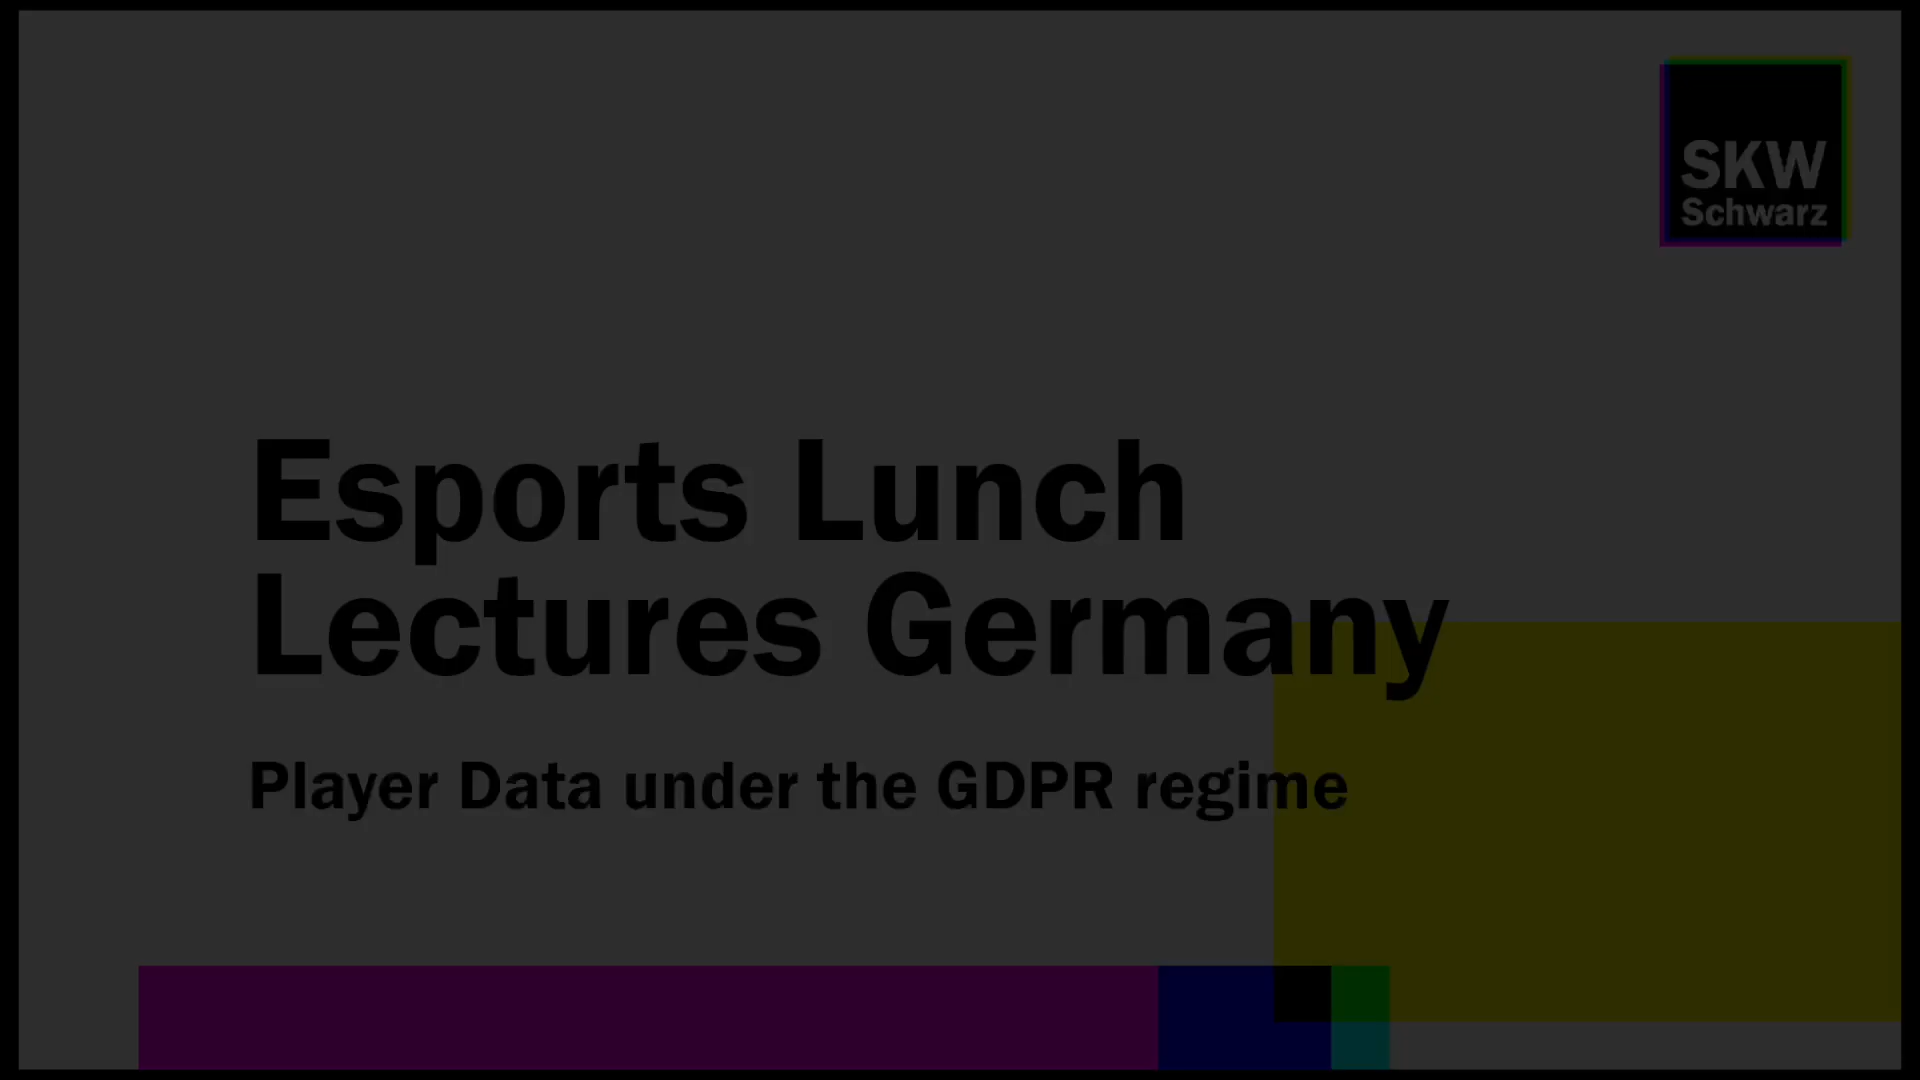 SKW
Schwarz
Esports Lunch
Lectures Germany
Player Data under the GDPR regime